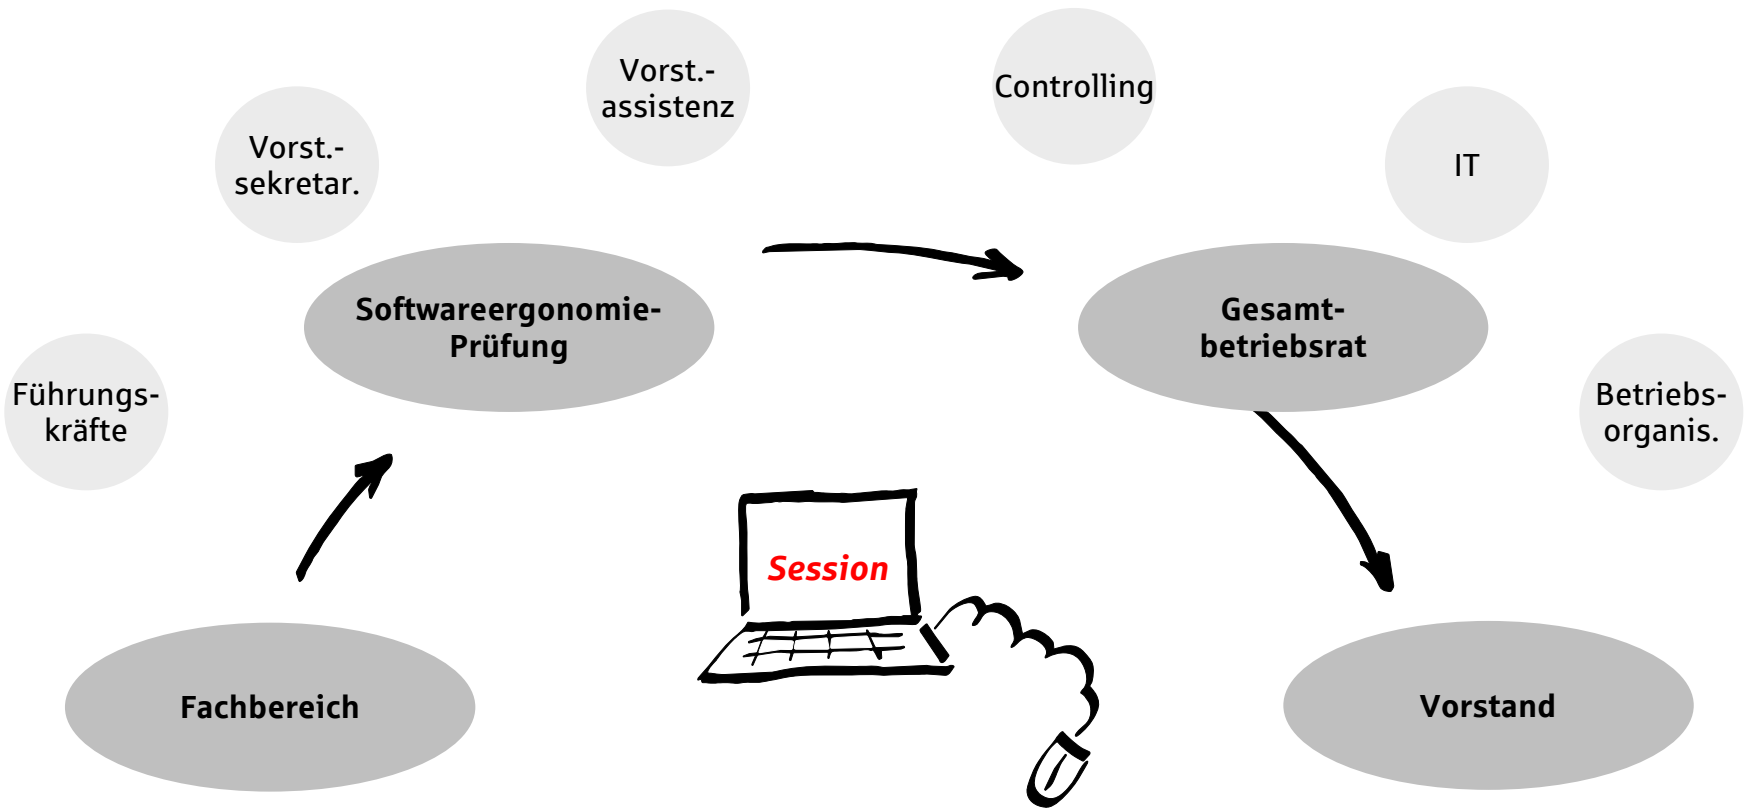 Vorst.-
assistenz
Controlling
Vorst.-
sekretar.
IT
Softwareergonomie-
Prüfung
Gesamt-
betriebsrat
Führungs-
kräfte
Betriebs-
organis.
Session
Fachbereich
Vorstand